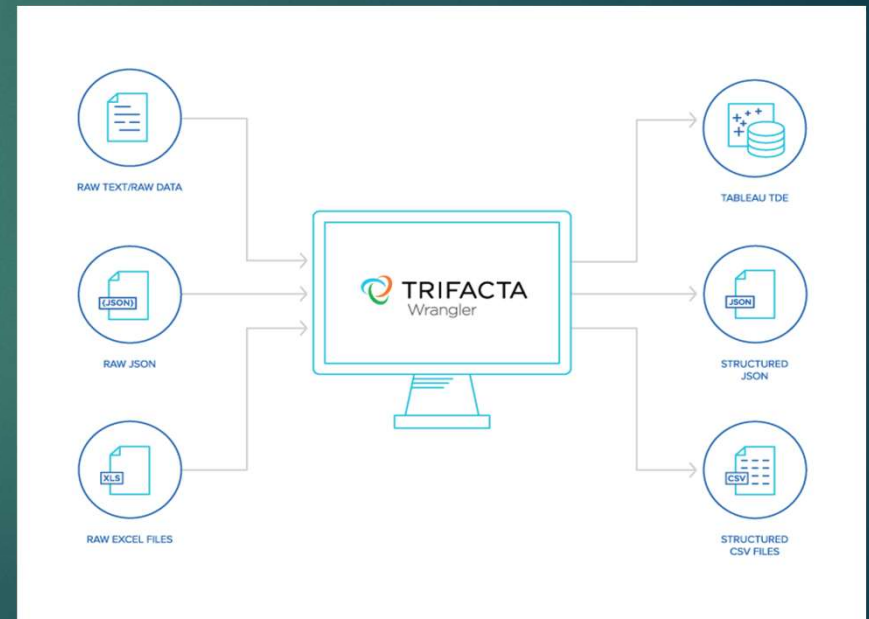 RAW TEXT/RAW DATA
{JSON}
RAW JSON
XLS
RAW EXCEL FILES
TRIFACTA
Wrangler
TABLEAU TDE
JSON
STRUCTURED
JSON
CSV
STRUCTURED
CSV FILES